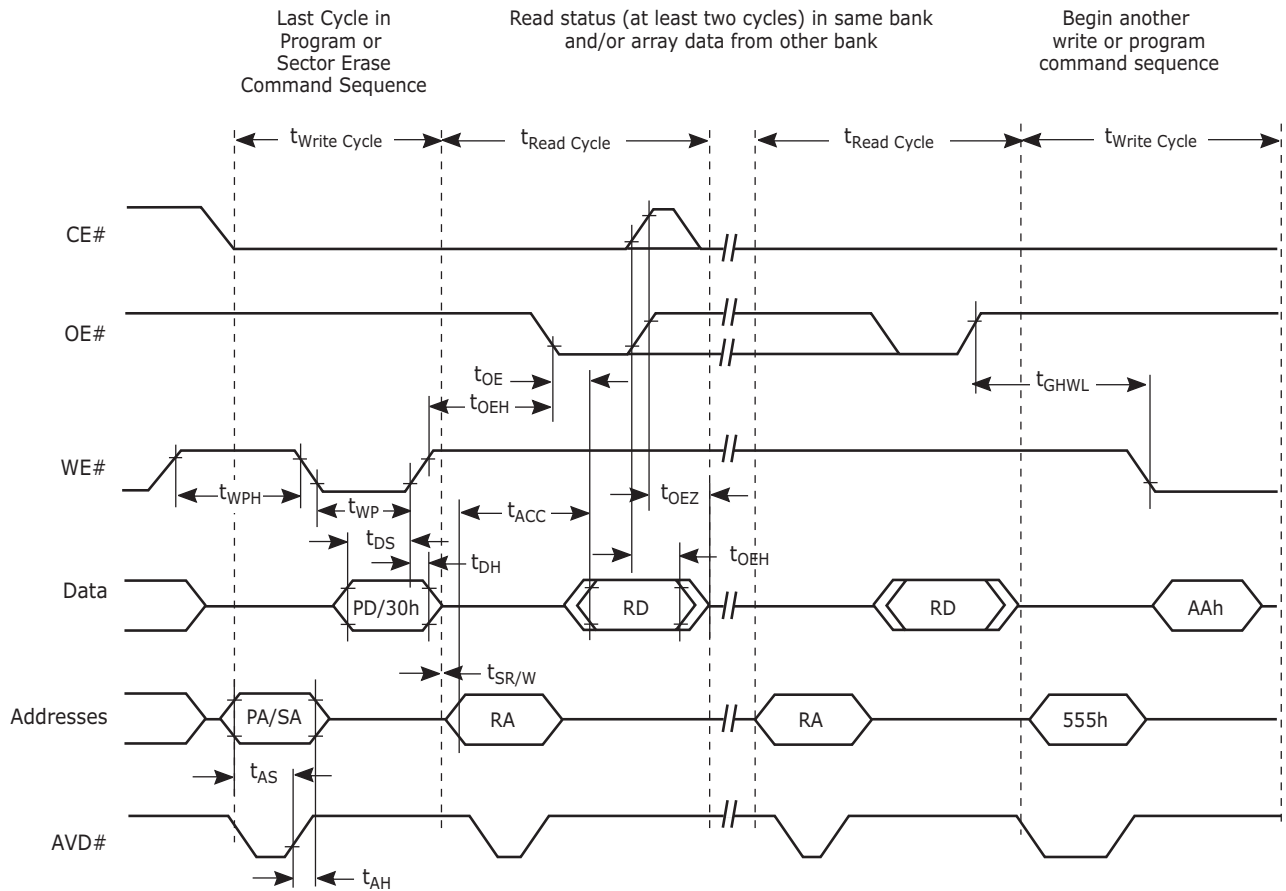 Last Cycle in
Program or
Sector Erase
Command Sequence
Read status (at least two cycles) in same bank
and/or array data from other bank
Begin another
write or program
command sequence
tWrite Cycle
tRead Cycle
tRead Cycle
tWrite Cycle
CE#
OE#
tOE
tOEH
tGHWL
WE#
tWPH
tWP
tOEZ
tACC
tDS
tOEH
tDH
Data
PD/30h
RD
RD
AAh
tSR/W
Addresses
PA/SA
RA
RA
555h
tAS
AVD#
tAH